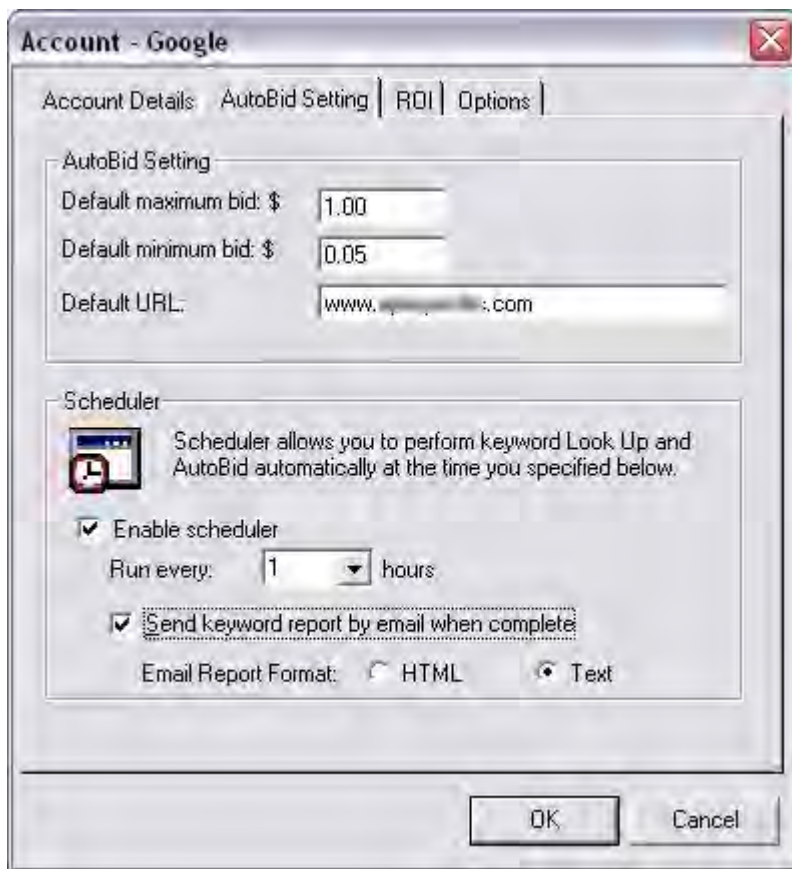 Account - Google
Account Details AutoBid Setting ROI Options
AutoBid Setting
Default maximum bid: $ 1.00
Default minimum bid: $ 0.05
Default URL: www. .com
Scheduler
Scheduler allows you to perform keyword Look Up and
AutoBid automatically at the time you specified below.
Enable scheduler
Run every: 1 hours
Send keyword report by email when complete
Email Report Format: HTML Text
OK Cancel